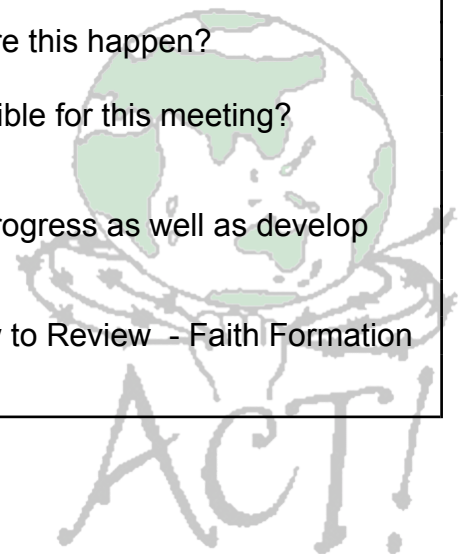 re this happen?
ible for this meeting?
rogress as well as develop
to Review - Faith Formation
ACT!